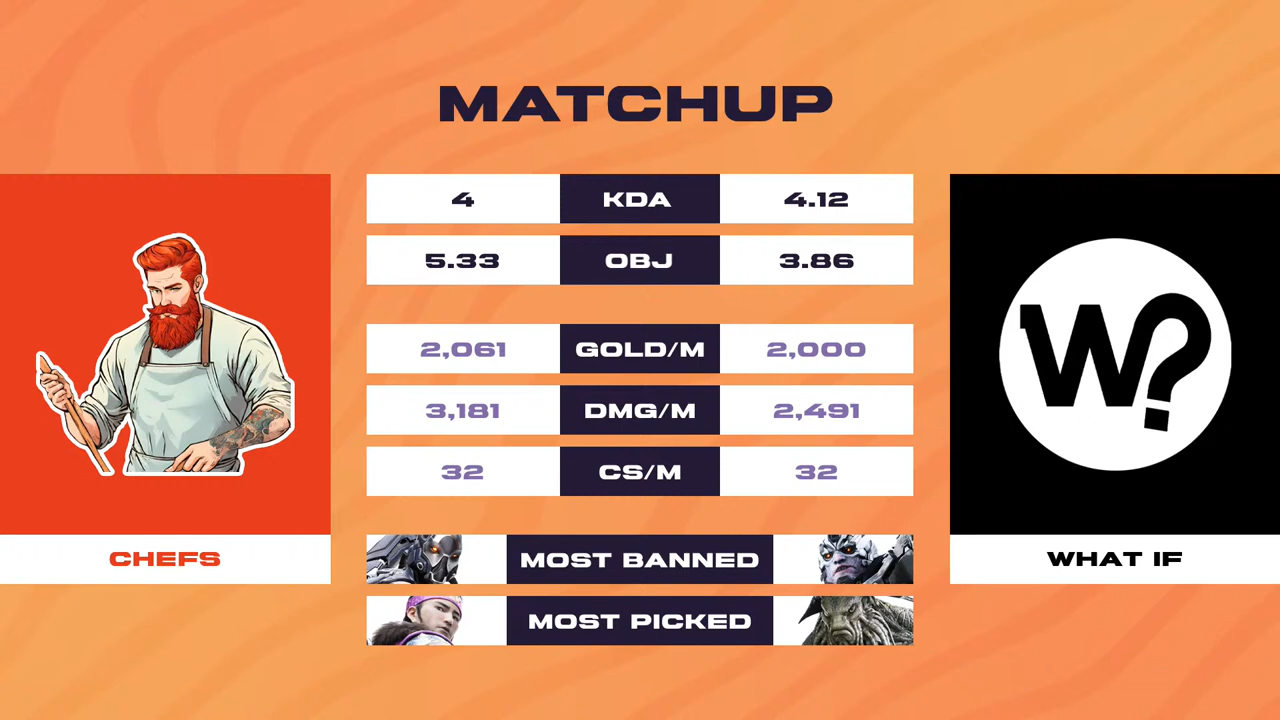 MATCHUP
4 KDA 4.12
5.33 OBJ 3.86
2,061 GOLD/M 2,000
3,181 DMG/M 2,491
32 CS/M 32
W?
CHEFS
MOST BANNED
WHAT IF
MOST PICKED